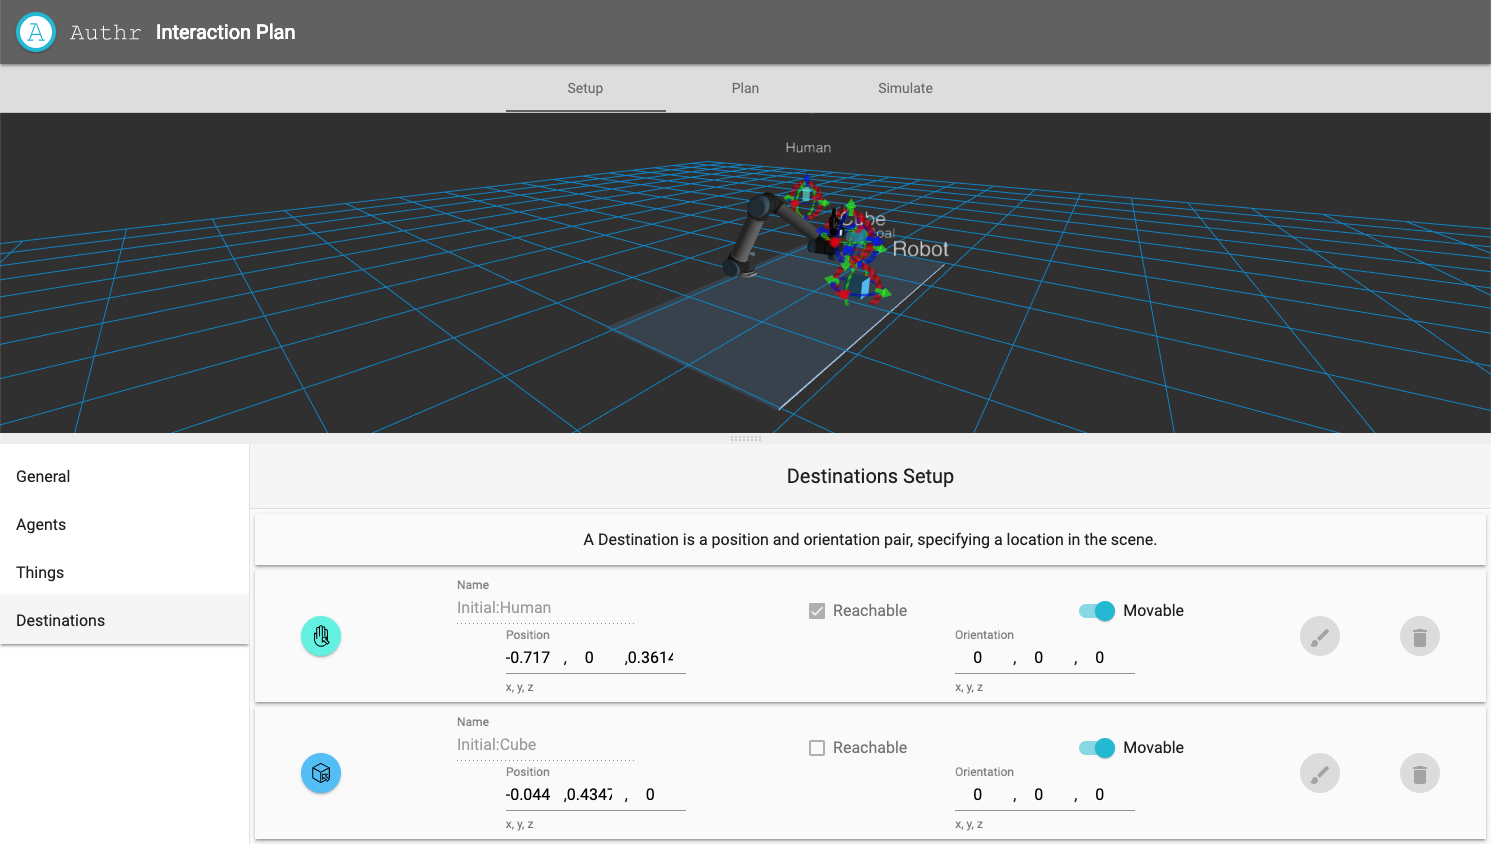 A Authr Interaction Plan
Setup Plan Simulate
Human
Cube
Robot
General
Agents
Things
Destinations
Destinations Setup
A Destination is a position and orientation pair, specifying a location in the scene.
Name
Initial:Human
Reachable
Movable
Position
-0.717 , 0 ,0.3614
x, y, z
Orientation
0 , 0 , 0
x, y, z
Name
Initial:Cube
Reachable
Movable
Position
-0.044 ,0.4347 , 0
x, y, z
Orientation
0 , 0 , 0
x, y, z